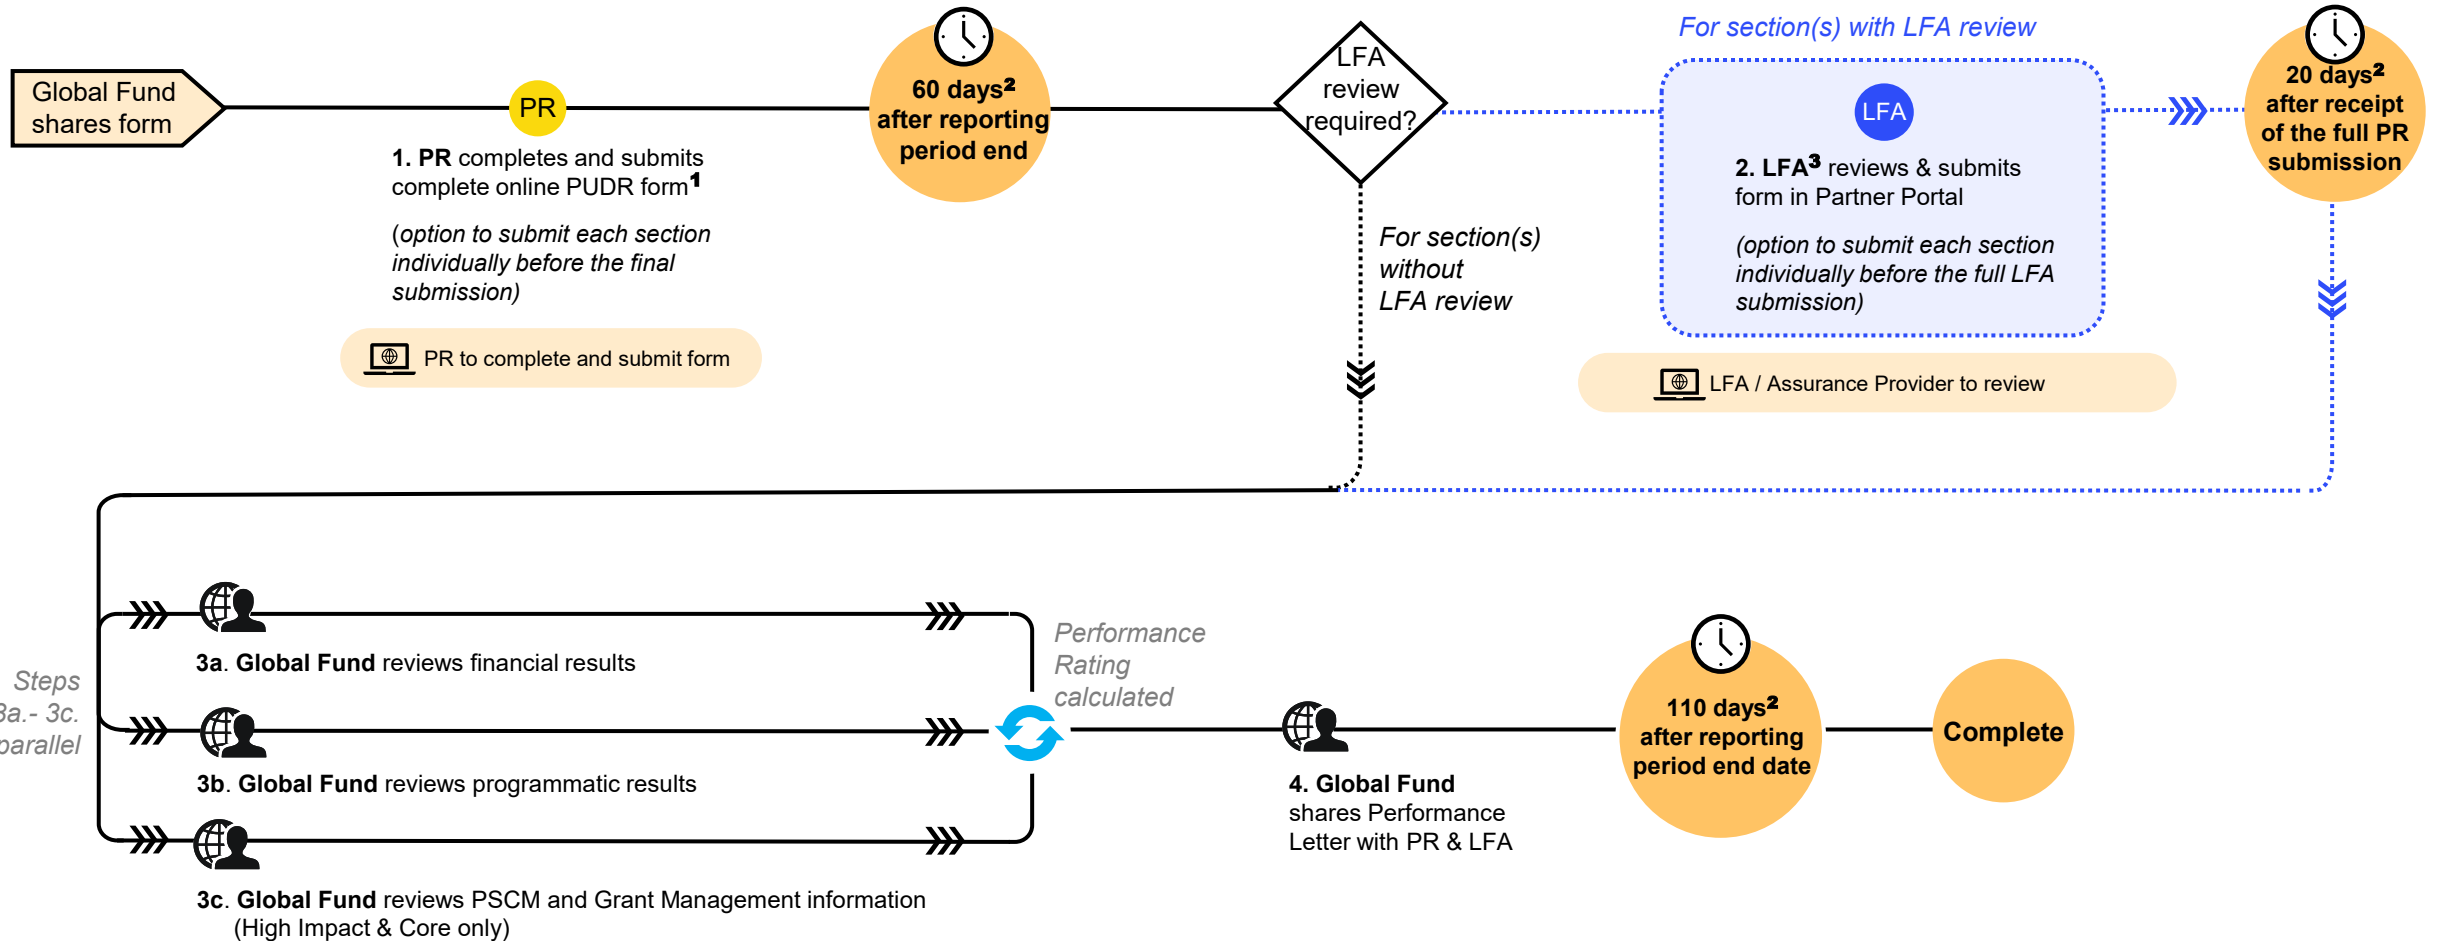 Global Fund
shares form
PR
1. PR completes and submits
complete online PUDR form¹
(option to submit each section
individually before the final
submission)
PR to complete and submit form
60 days²
after reporting
period end
LFA
review
required?
For section(s)
without
LFA review
For section(s) with LFA review
LFA
2. LFA³ reviews & submits
form in Partner Portal
(option to submit each section
individually before the full LFA
submission)
LFA / Assurance Provider to review
20 days²
after receipt
of the full PR
submission
Steps
3a.- 3c.
parallel
3a. Global Fund reviews financial results
3b. Global Fund reviews programmatic results
3c. Global Fund reviews PSCM and Grant Management information
(High Impact & Core only)
Performance
Rating
calculated
4. Global Fund
shares Performance
Letter with PR & LFA
110 days²
after reporting
period end date
Complete